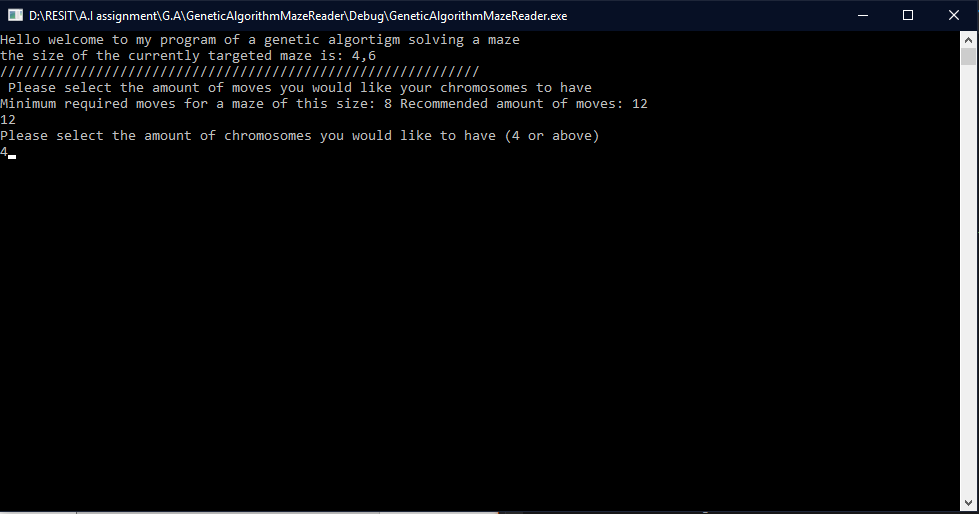 D:\RESIT\A.I assignment\G.A\GeneticAlgorithmMazeReader\Debug\GeneticAlgorithmMazeReader.exe
Hello welcome to my program of a genetic algortigm solving a maze
the size of the currently targeted maze is: 4,6
////////////////////////////////////////////////////////////
 Please select the amount of moves you would like your chromosomes to have
Minimum required moves for a maze of this size: 8 Recommended amount of moves: 12
12
Please select the amount of chromosomes you would like to have (4 or above)
4